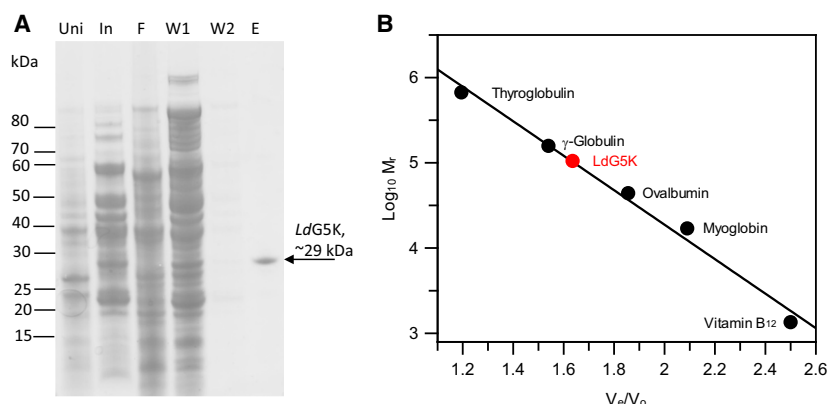 A
Uni In F W1 W2 E
kDa
80
70
60
50
40
30
25
20
15
LdG5K,
~29 kDa
B
Log10 Mr
6
5
4
3
Thyroglobulin
γ-Globulin
LdG5K
Ovalbumin
Myoglobin
Vitamin B12
1.2 1.4 1.6 1.8 2 2.2 2.4 2.6
Ve/Vo